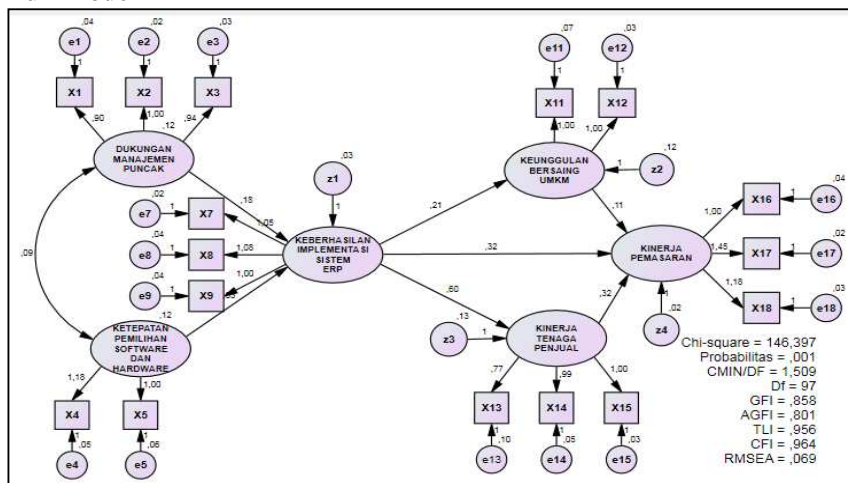 ,04
,02
,03
e1
e2
e3
1
1
1
X1
X2
X3
,90
1,00
,94
,12
DUKUNGAN
MANAJEMEN
PUNCAK
,07
,03
e11
e12
1
1
X11
X12
1,00
1,00
KEUNGGULAN
BERSAING
UMKM
,12
1
z2
,03
z1
1
,18
,02
e7
1
X7
1,05
,04
e8
1
X8
1,08
,04
e9
1
X9
1,00
KEBERHASILAN
IMPLEMENTASI
SISTEM
ERP
,09
,21
,32
,60
,11
,32
KINERJA
PEMASARAN
1,00
X16
1
e16
,04
1,45
X17
1
e17
,02
1,18
X18
1
e18
,03
1
,02
z4
,12
KETEPATAN
PEMILIHAN
SOFTWARE
DAN
HARDWARE
1,18
1,00
X4
X5
1
1
e4
,05
e5
,06
,13
z3
1
KINERJA
TENAGA
PENJUAL
,77
,99
1,00
X13
X14
X15
1
1
1
e13
,10
e14
,05
e15
,03
Chi-square = 146,397
Probabilitas = ,001
CMIN/DF = 1,509
Df = 97
GFI = ,858
AGFI = ,801
TLI = ,956
CFI = ,964
RMSEA = ,069